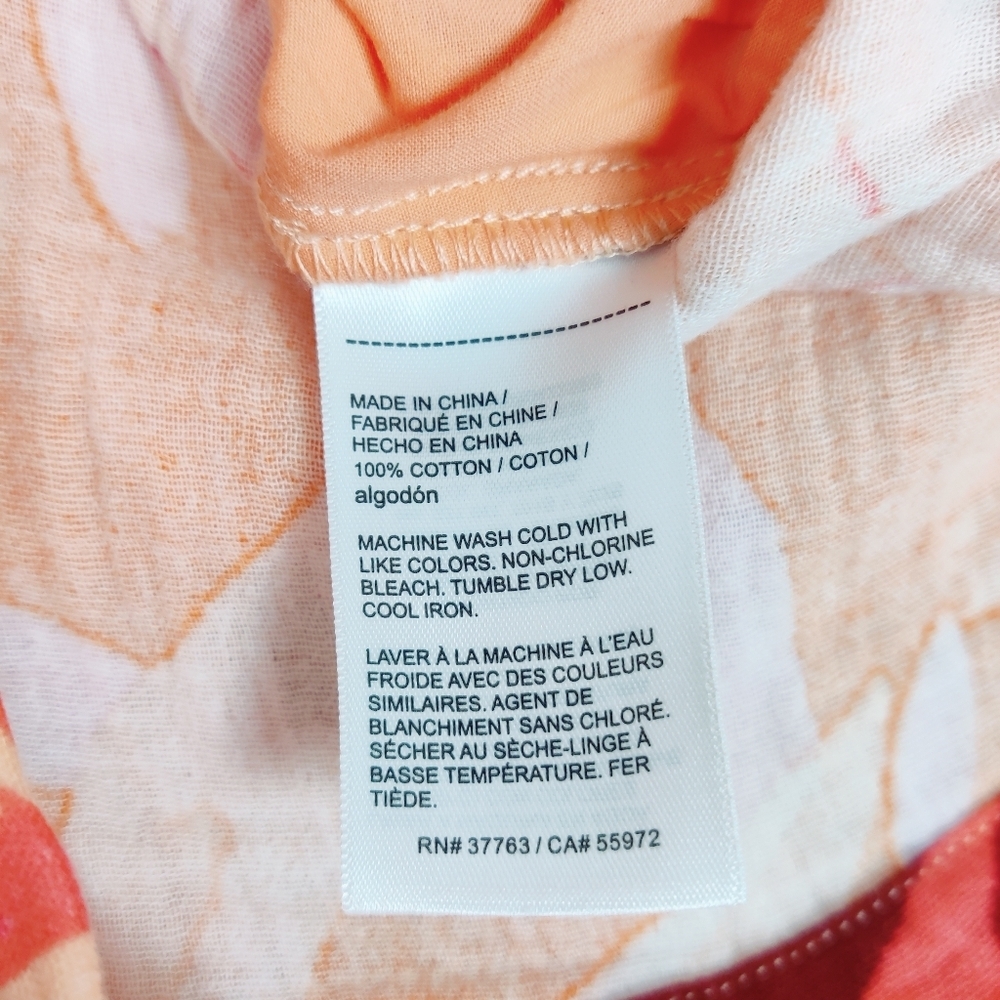 MADE IN CHINA /
FABRIQUÉ EN CHINE /
HECHO EN CHINA
100% COTTON / COTON /
algodón
MACHINE WASH COLD WITH
LIKE COLORS. NON-CHLORINE
BLEACH. TUMBLE DRY LOW.
COOL IRON.
LAVER À LA MACHINE À L'EAU
FROIDE AVEC DES COULEURS
SIMILAIRES. AGENT DE
BLANCHIMENT SANS CHLORÉ.
SÉCHER AU SÈCHE-LINGE À
BASSE TEMPÉRATURE. FER
TIÈDE.
RN# 37763 / CA# 55972